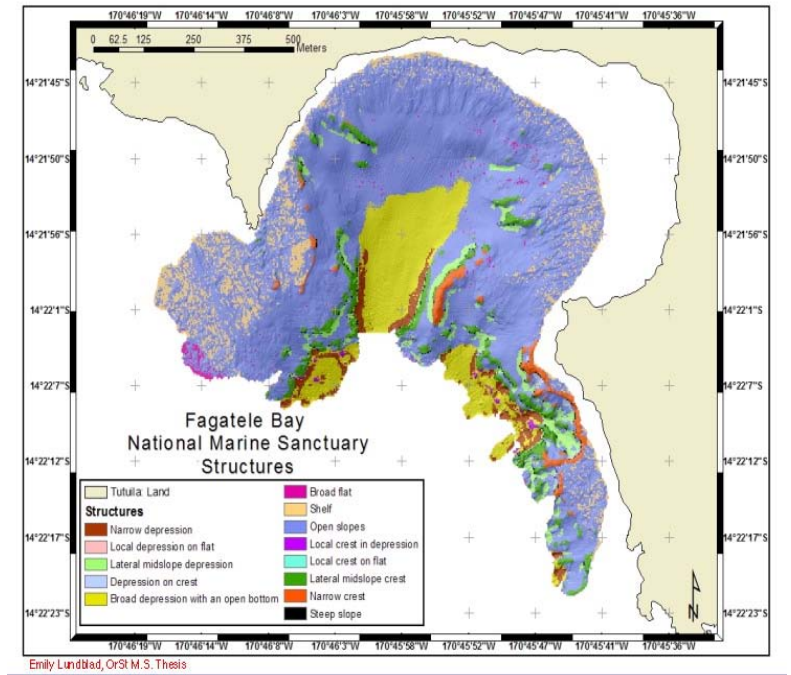 170°46'19"W 170°46'14"W 170°46'8"W 170°46'3"W 170°45'58"W 170°45'52"W 170°45'47"W 170°45'41"W 170°45'36"W
0 62.5 125 250 375 500
Meters
14°21'45"S 14°21'45"S
14°21'50"S 14°21'50"S
14°21'56"S 14°21'56"S
14°22'1"S 14°22'1"S
14°22'7"S 14°22'7"S
14°22'12"S 14°22'12"S
14°22'17"S 14°22'17"S
14°22'23"S 14°22'23"S
Fagatele Bay
National Marine Sanctuary
Structures
Tutuila: Land
Structures
Narrow depression
Local depression on flat
Lateral midslope depression
Depression on crest
Broad depression with an open bottom
Broad flat
Shelf
Open slopes
Local crest in depression
Local crest on flat
Lateral midslope crest
Narrow crest
Steep slope
N
170°46'19"W 170°46'14"W 170°46'8"W 170°46'3"W 170°45'58"W 170°45'52"W 170°45'47"W 170°45'41"W 170°45'36"W
Emily Lundblad, OrSt M.S. Thesis